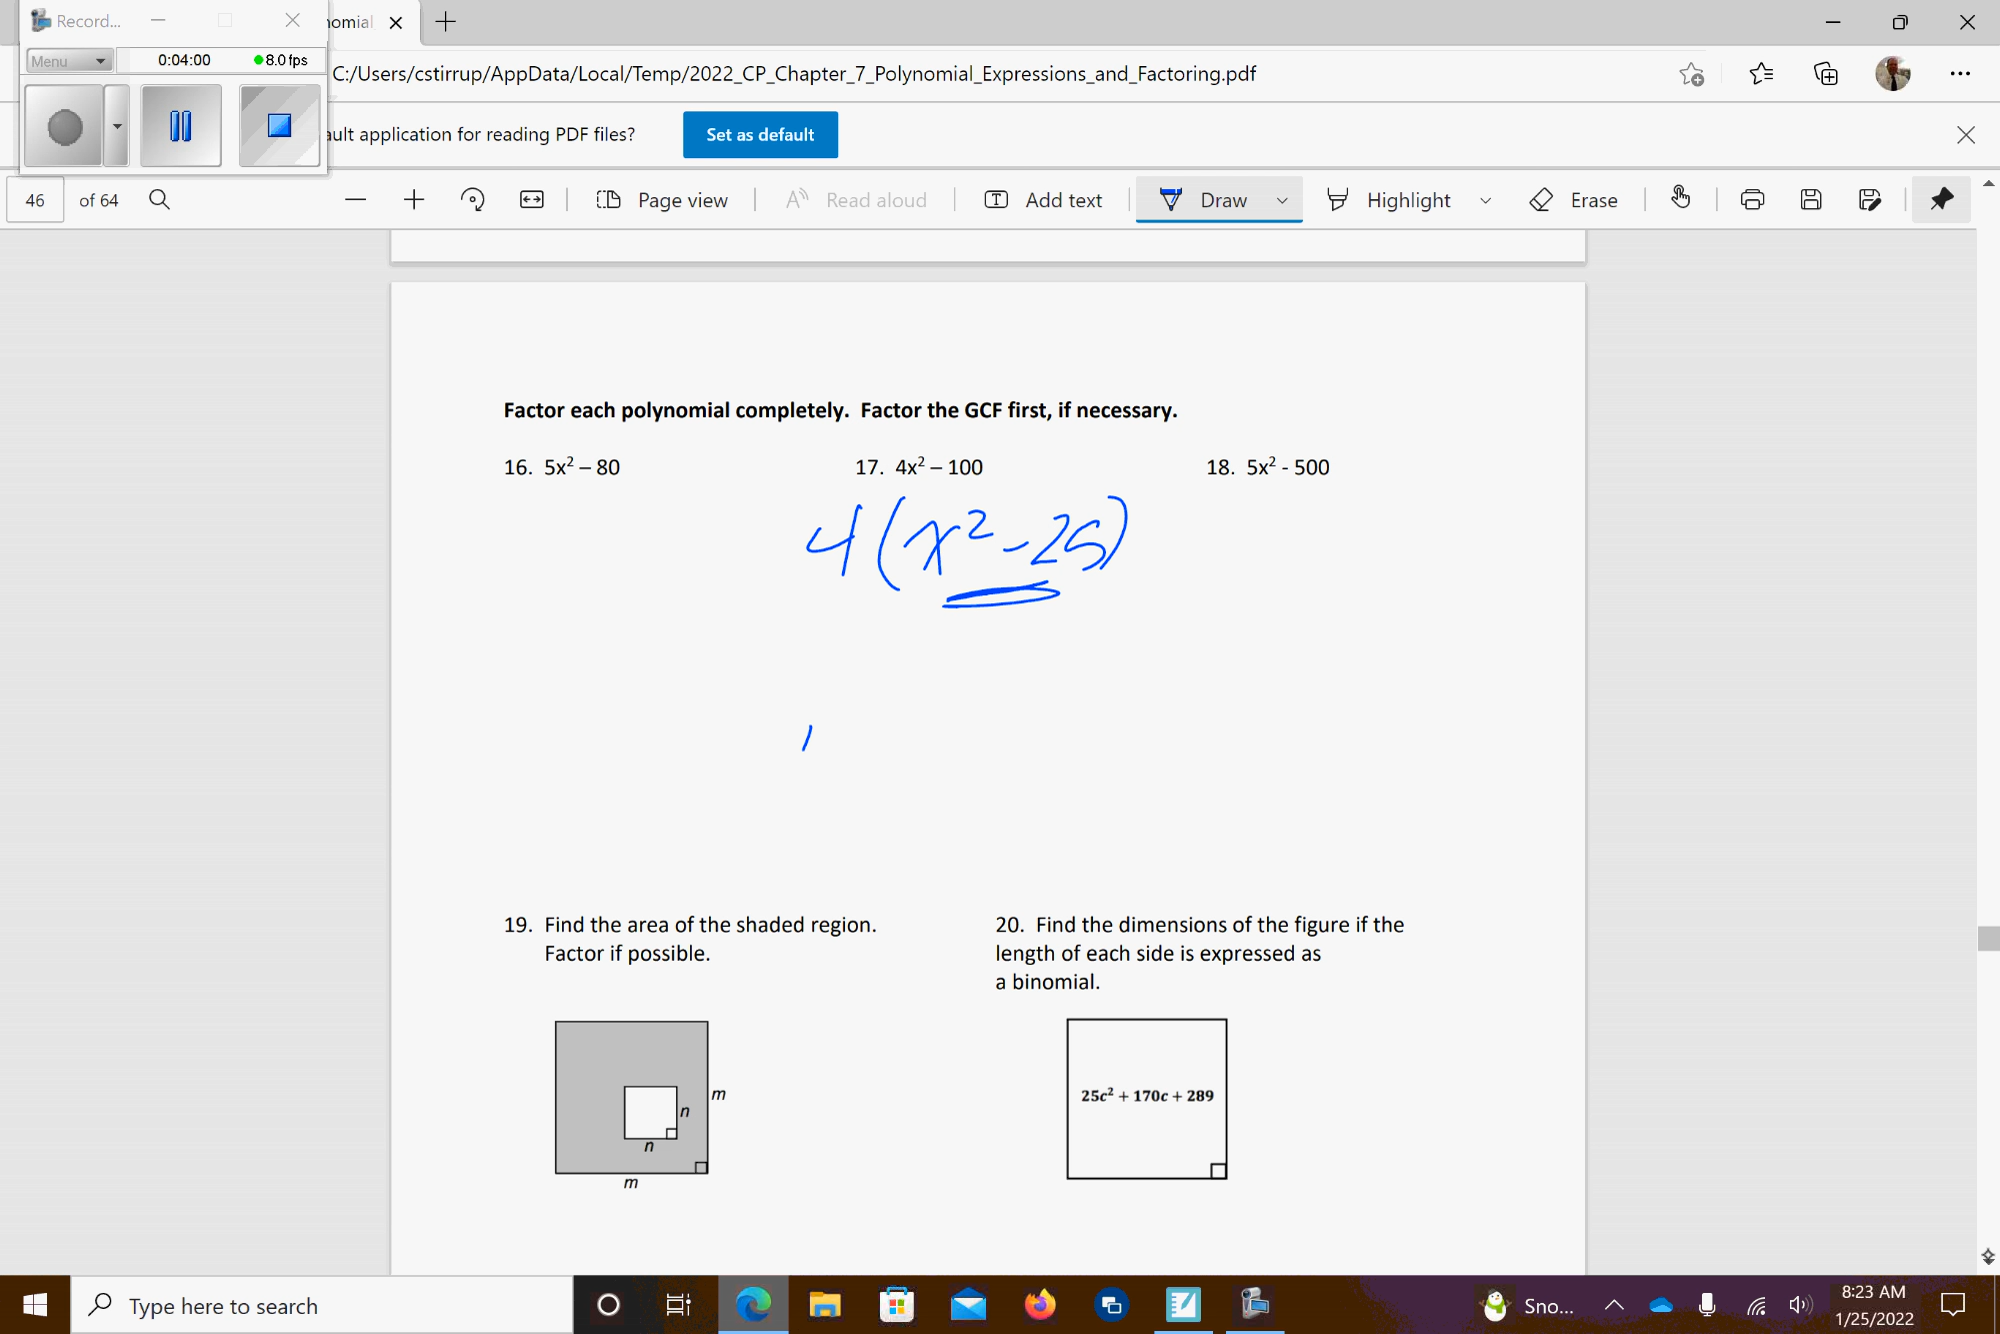 Record...
omial
Menu
0:04:00
8.0 fps
C:/Users/cstirrup/AppData/Local/Temp/2022_CP_Chapter_7_Polynomial_Expressions_and_Factoring.pdf
ault application for reading PDF files?
Set as default
46 of 64
Page view
Read aloud
Add text
Draw
Highlight
Erase
Factor each polynomial completely. Factor the GCF first, if necessary.
16. 5x² – 80 17. 4x² – 100 18. 5x² - 500
4(x²-25)
19. Find the area of the shaded region.
Factor if possible.
20. Find the dimensions of the figure if the
length of each side is expressed as
a binomial.
m
n
n
m
25c² + 170c + 289
Type here to search
Sno...
8:23 AM
1/25/2022